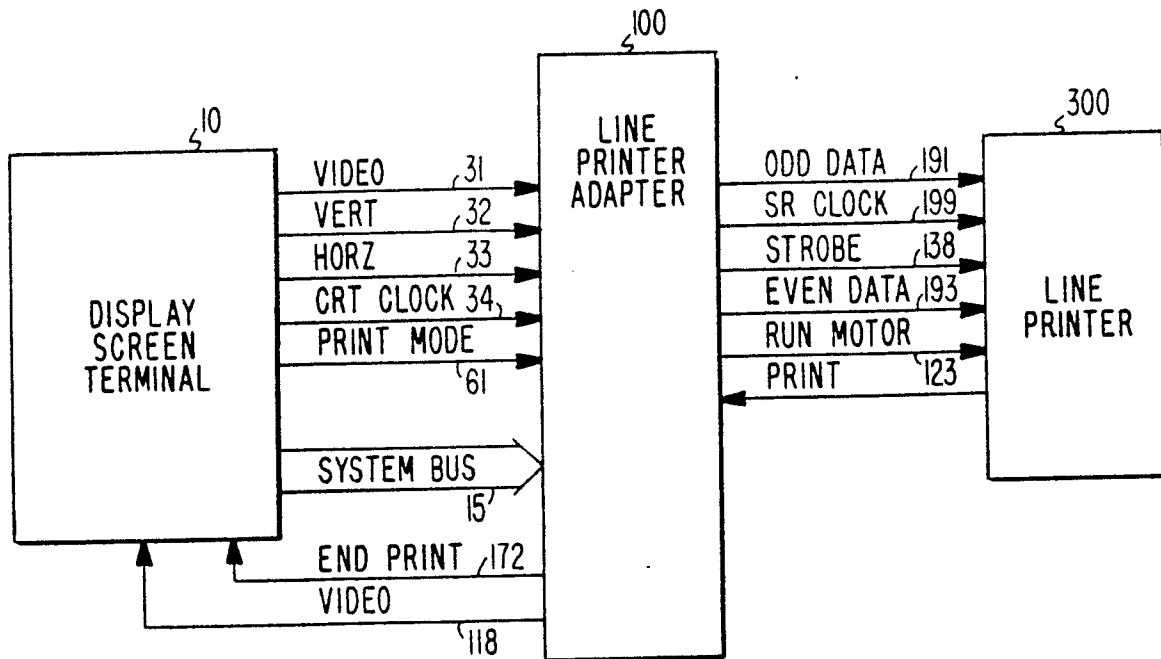 10
DISPLAY
SCREEN
TERMINAL
VIDEO 31
VERT 32
HORZ 33
CRT CLOCK 34
PRINT MODE
61
SYSTEM BUS
15
END PRINT 172
VIDEO
118
100
LINE
PRINTER
ADAPTER
ODD DATA 191
SR CLOCK 199
STROBE 138
EVEN DATA 193
RUN MOTOR
123
PRINT
300
LINE
PRINTER